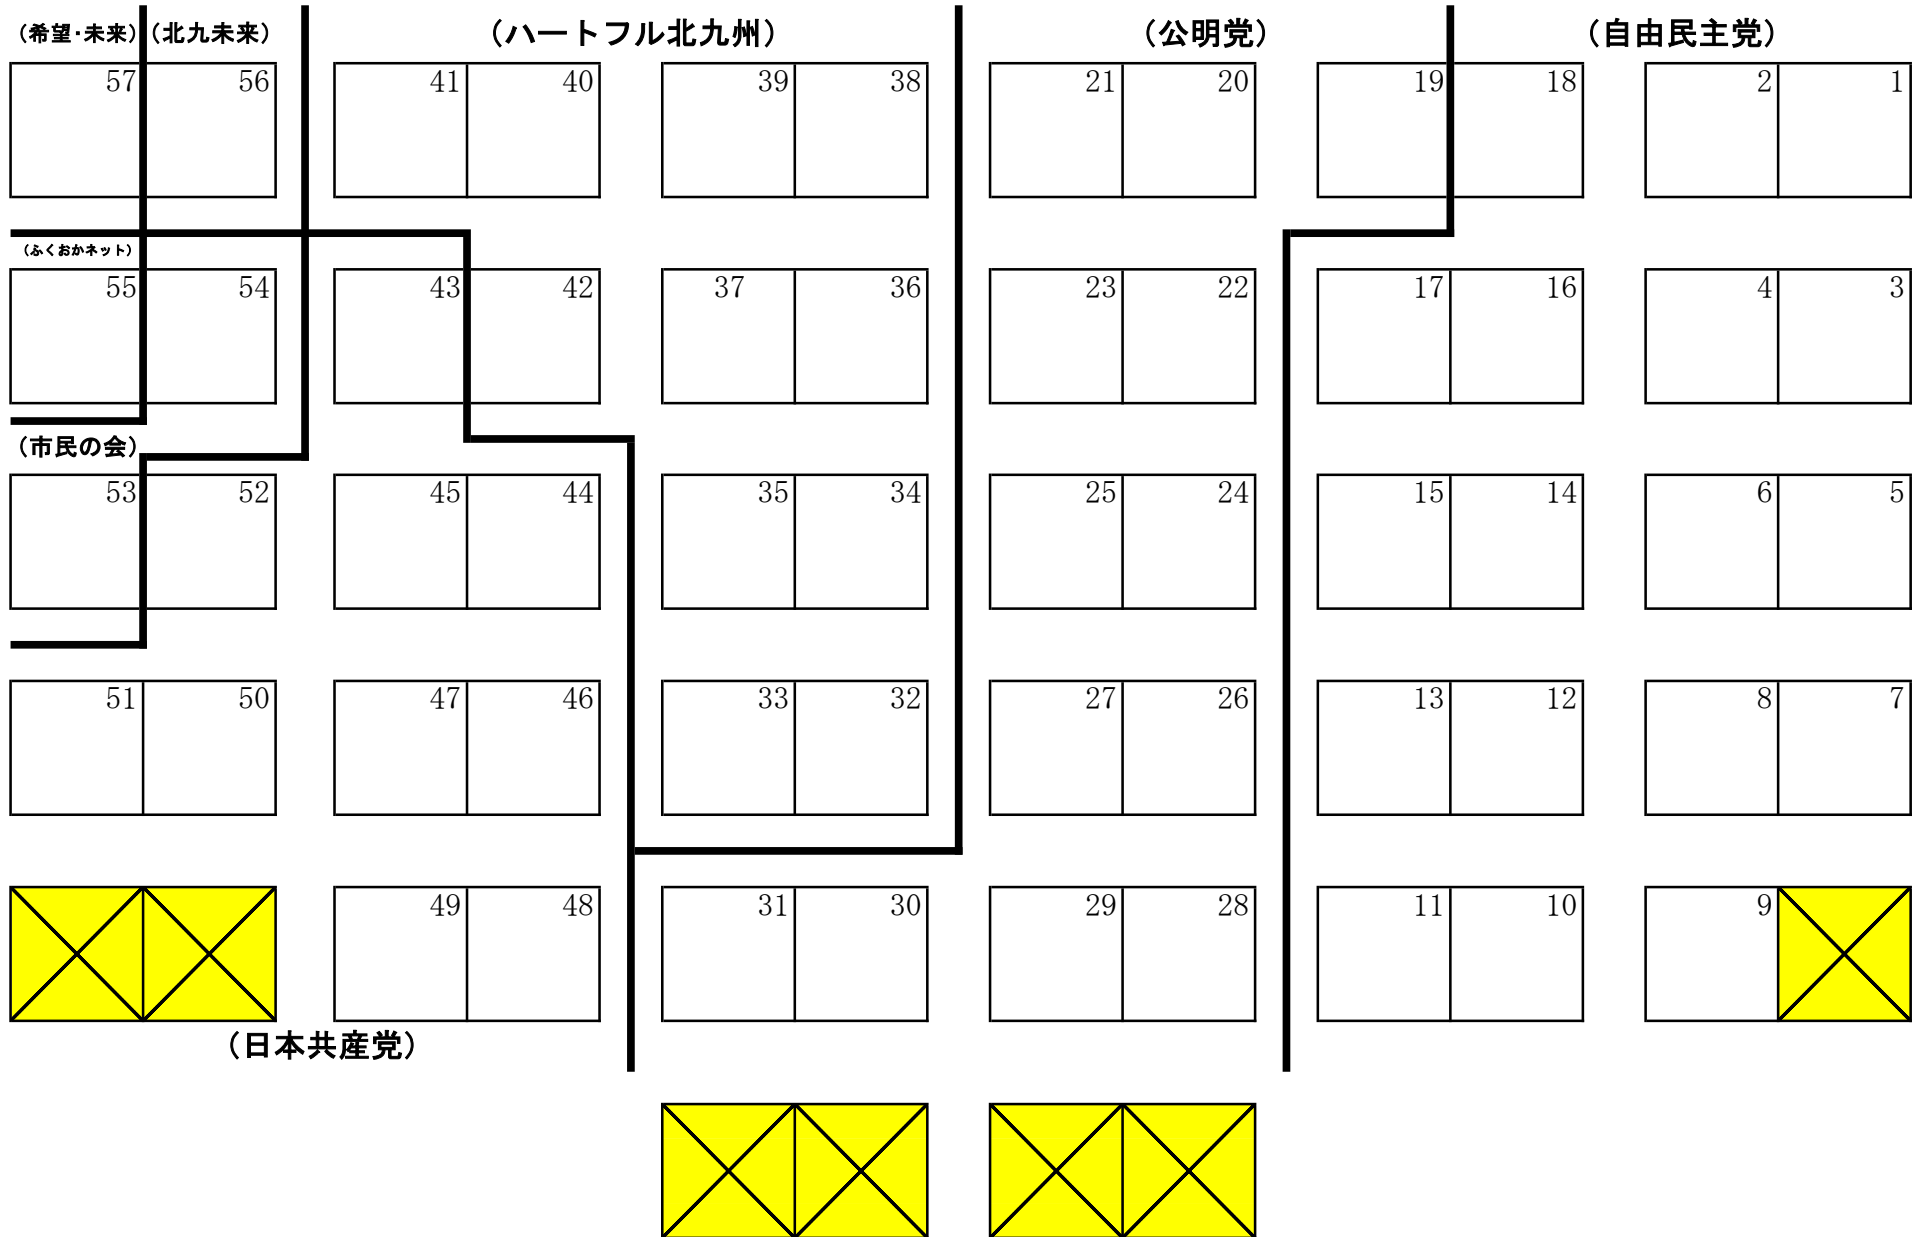 (希望･未来) (北九未来) (ハートフル北九州) (公明党) (自由民主党)
57 56 41 40 39 38 21 20 19 18 2 1
(ふくおかネット)
55 54 43 42 37 36 23 22 17 16 4 3
(市民の会)
53 52 45 44 35 34 25 24 15 14 6 5
51 50 47 46 33 32 27 26 13 12 8 7
49 48 31 30 29 28 11 10 9
(日本共産党)